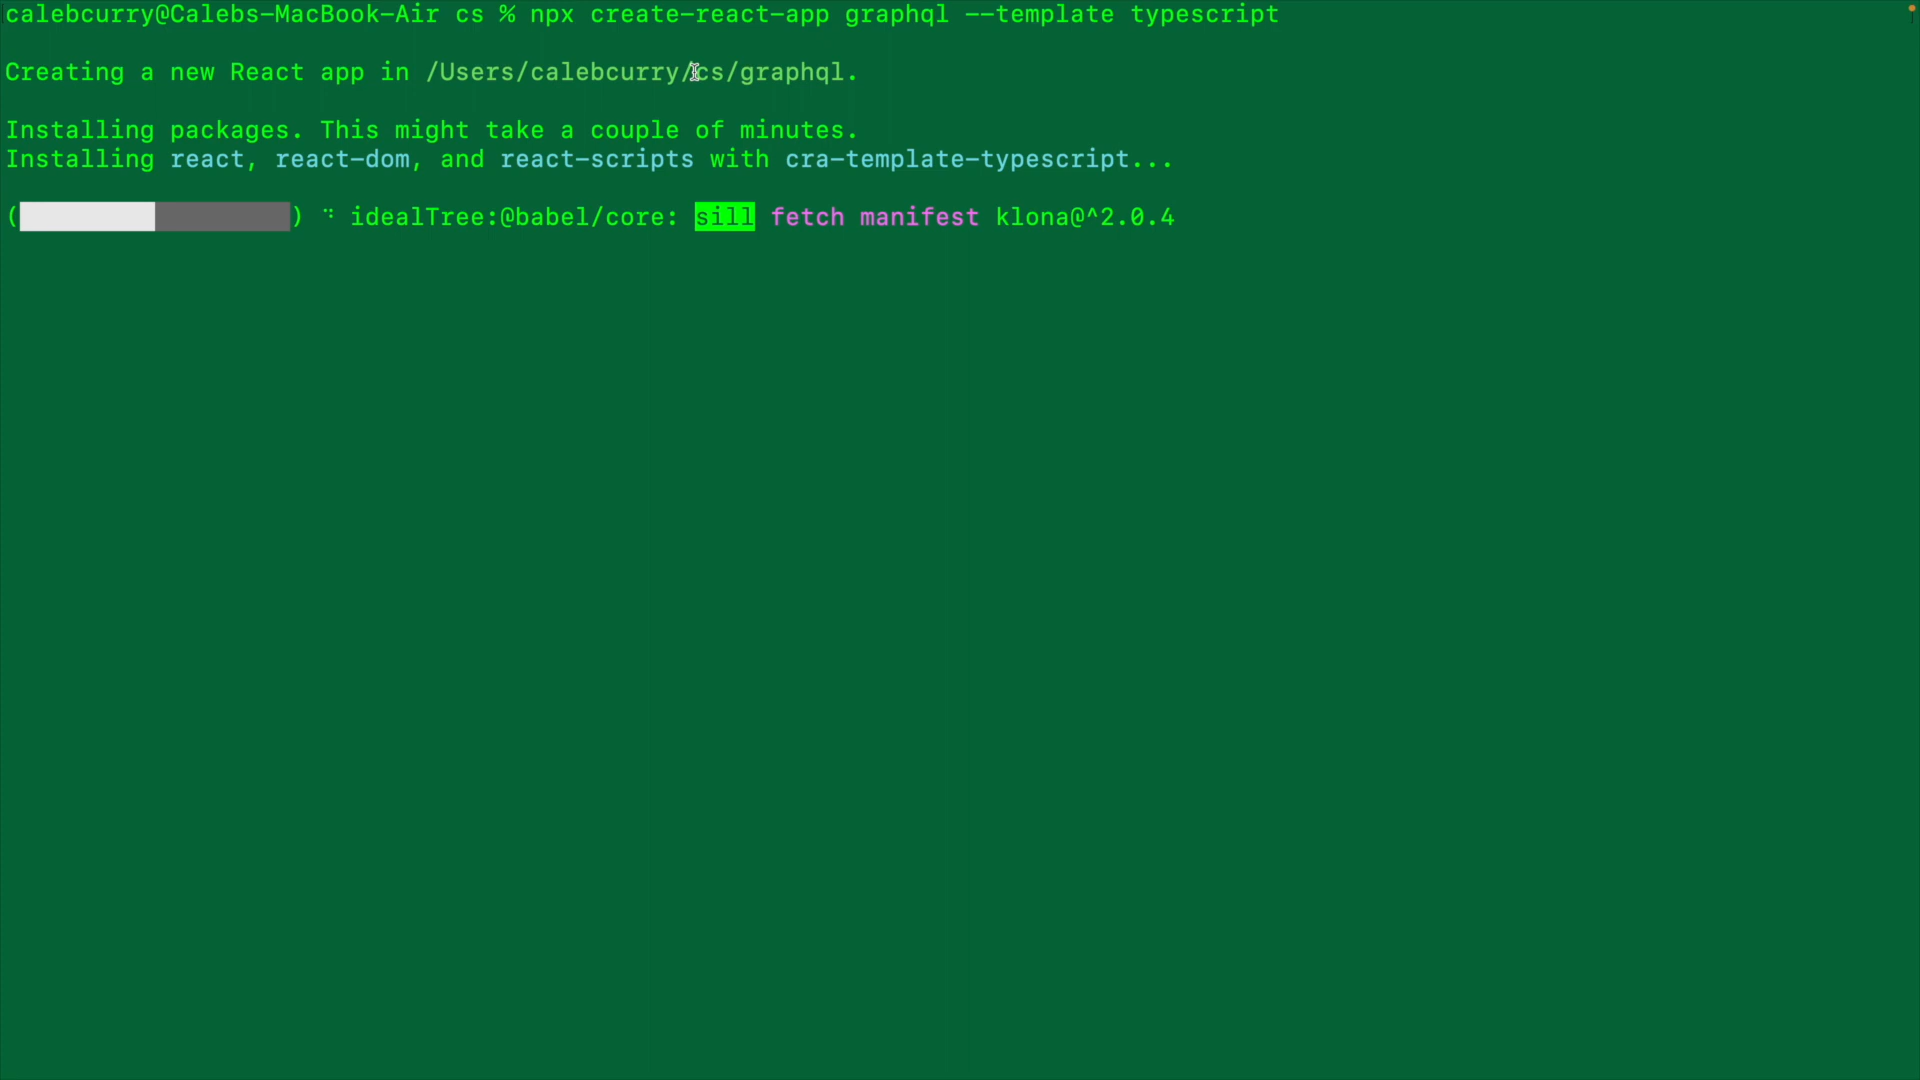 calebcurry@Calebs-MacBook-Air cs % npx create-react-app graphql --template typescript
Creating a new React app in /Users/calebcurry/cs/graphql.
Installing packages. This might take a couple of minutes.
Installing react, react-dom, and react-scripts with cra-template-typescript...
( ) ⠙ idealTree:@babel/core: sill fetch manifest klona@^2.0.4